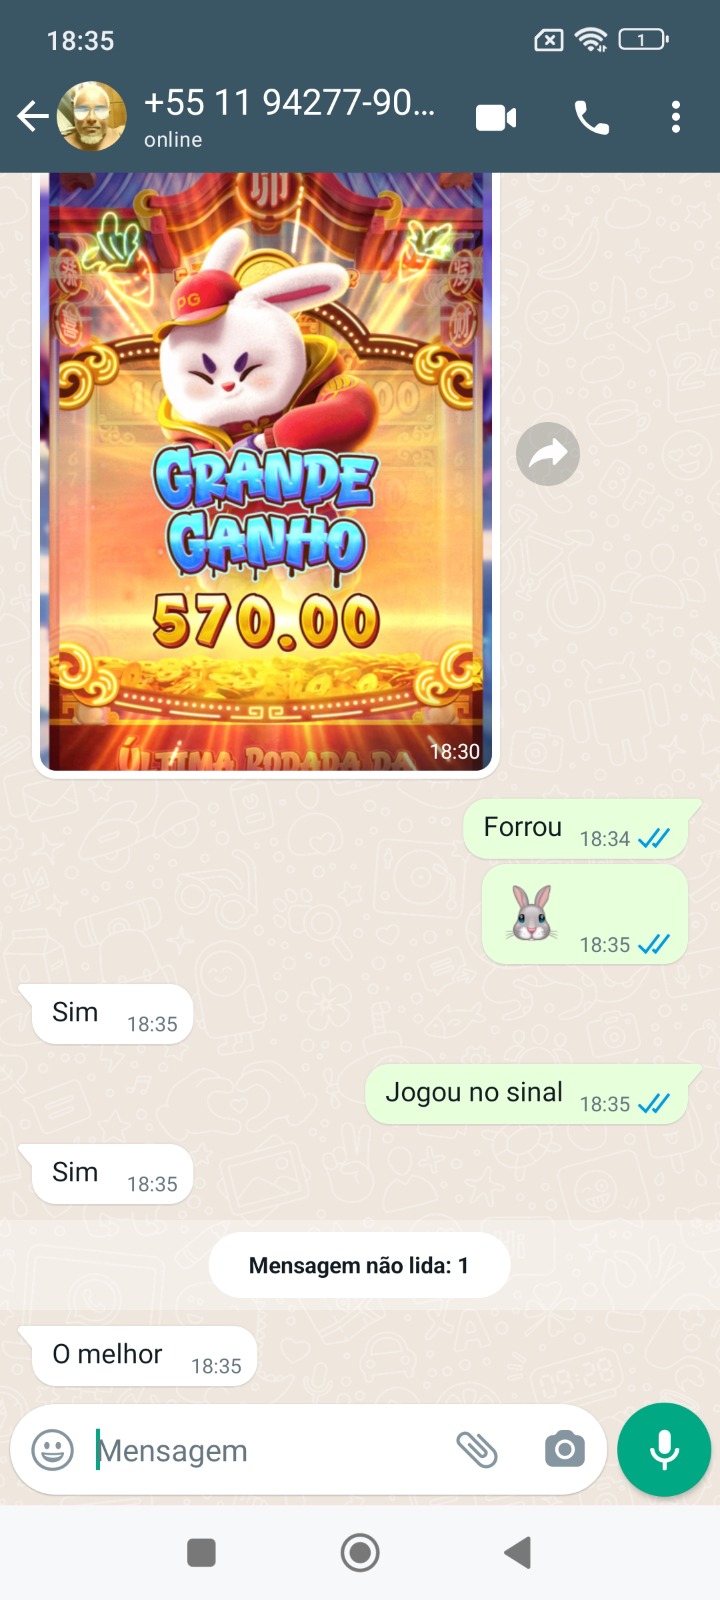 18:35
1
+55 11 94277-90...
online
PG
GRANDE
GANHO
570.00
ÚLTIMA RODADA DA
18:30
Forrou 18:34
18:35
Sim 18:35
Jogou no sinal 18:35
Sim 18:35
Mensagem não lida: 1
O melhor 18:35
Mensagem